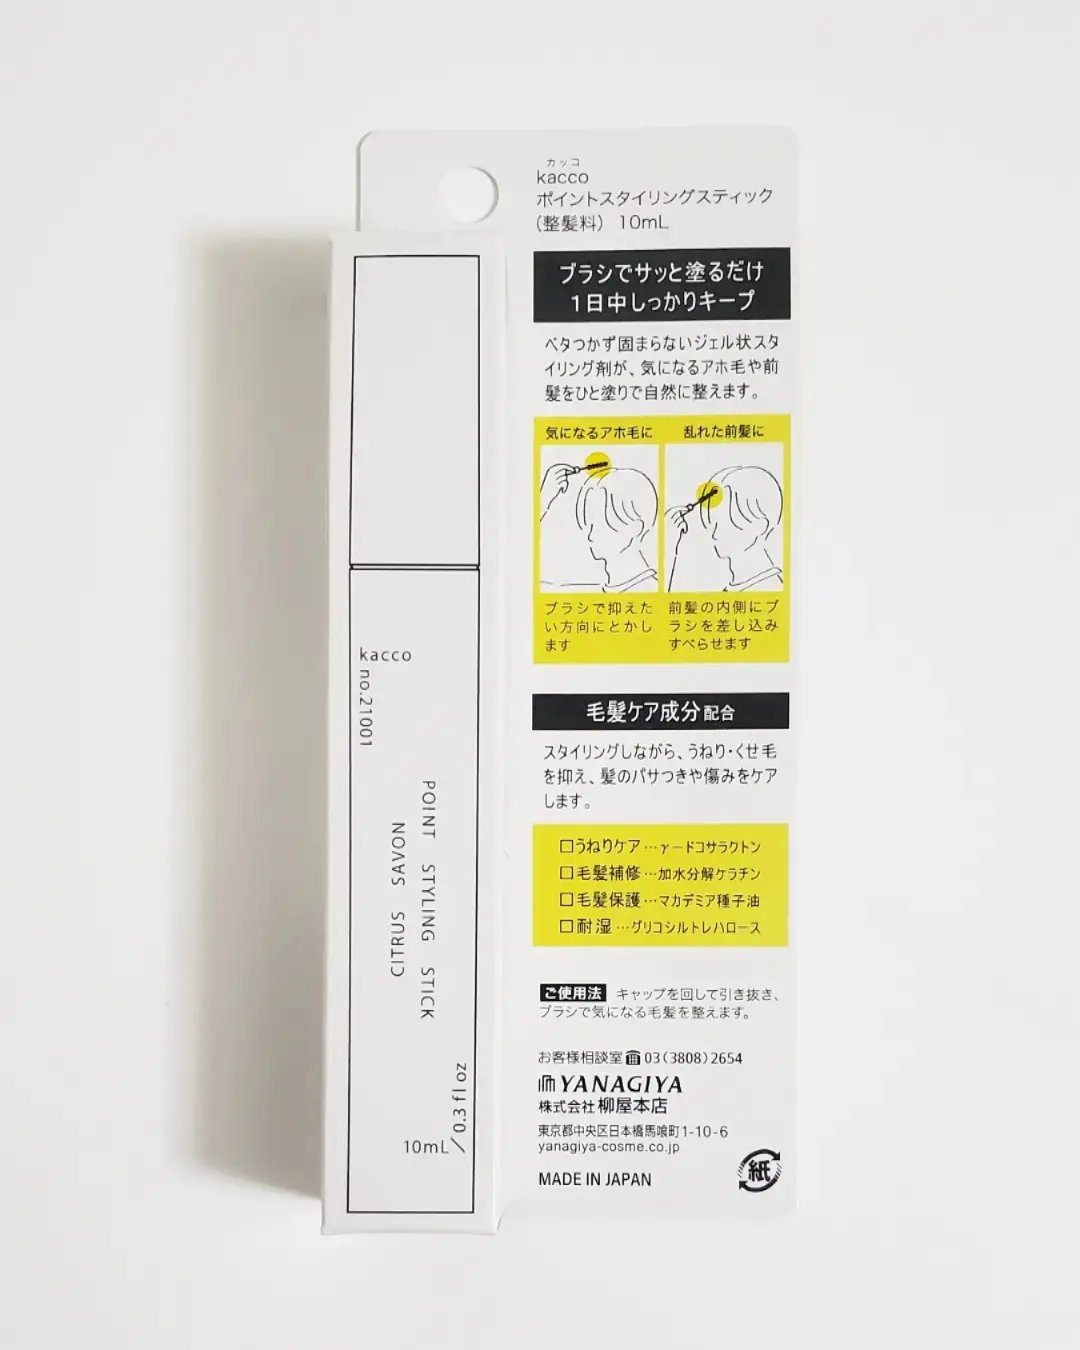 カッコ
kacco
ポイントスタイリングスティック
(整髪料) 10mL
ブラシでサッと塗るだけ
1日中しっかりキープ
ベタつかず固まらないジェル状スタ
イリング剤が、気になるアホ毛や前
髪をひと塗りで自然に整えます。
気になるアホ毛に
ブラシで抑えた
い方向にとかし
ます
乱れた前髪に
前髪の内側にブ
ラシを差し込み
すべらせます
毛髪ケア成分配合
スタイリングしながら、うねり・くせ毛
を抑え、髪のパサつきや傷みをケア
します。
□うねりケア…γ－ドコサラクトン
□毛髪補修…加水分解ケラチン
□毛髪保護…マカデミア種子油
□耐湿…グリコシルトレハロース
ご使用法 キャップを回して引き抜き、
ブラシで気になる毛髪を整えます。
お客様相談室☎03(3808)2654
YANAGIYA
株式会社柳屋本店
東京都中央区日本橋馬喰町1-10-6
yanagiya-cosme.co.jp
MADE IN JAPAN
紙
kacco
no.21001
POINT STYLING STICK
CITRUS SAVON
10mL/0.3 fl oz